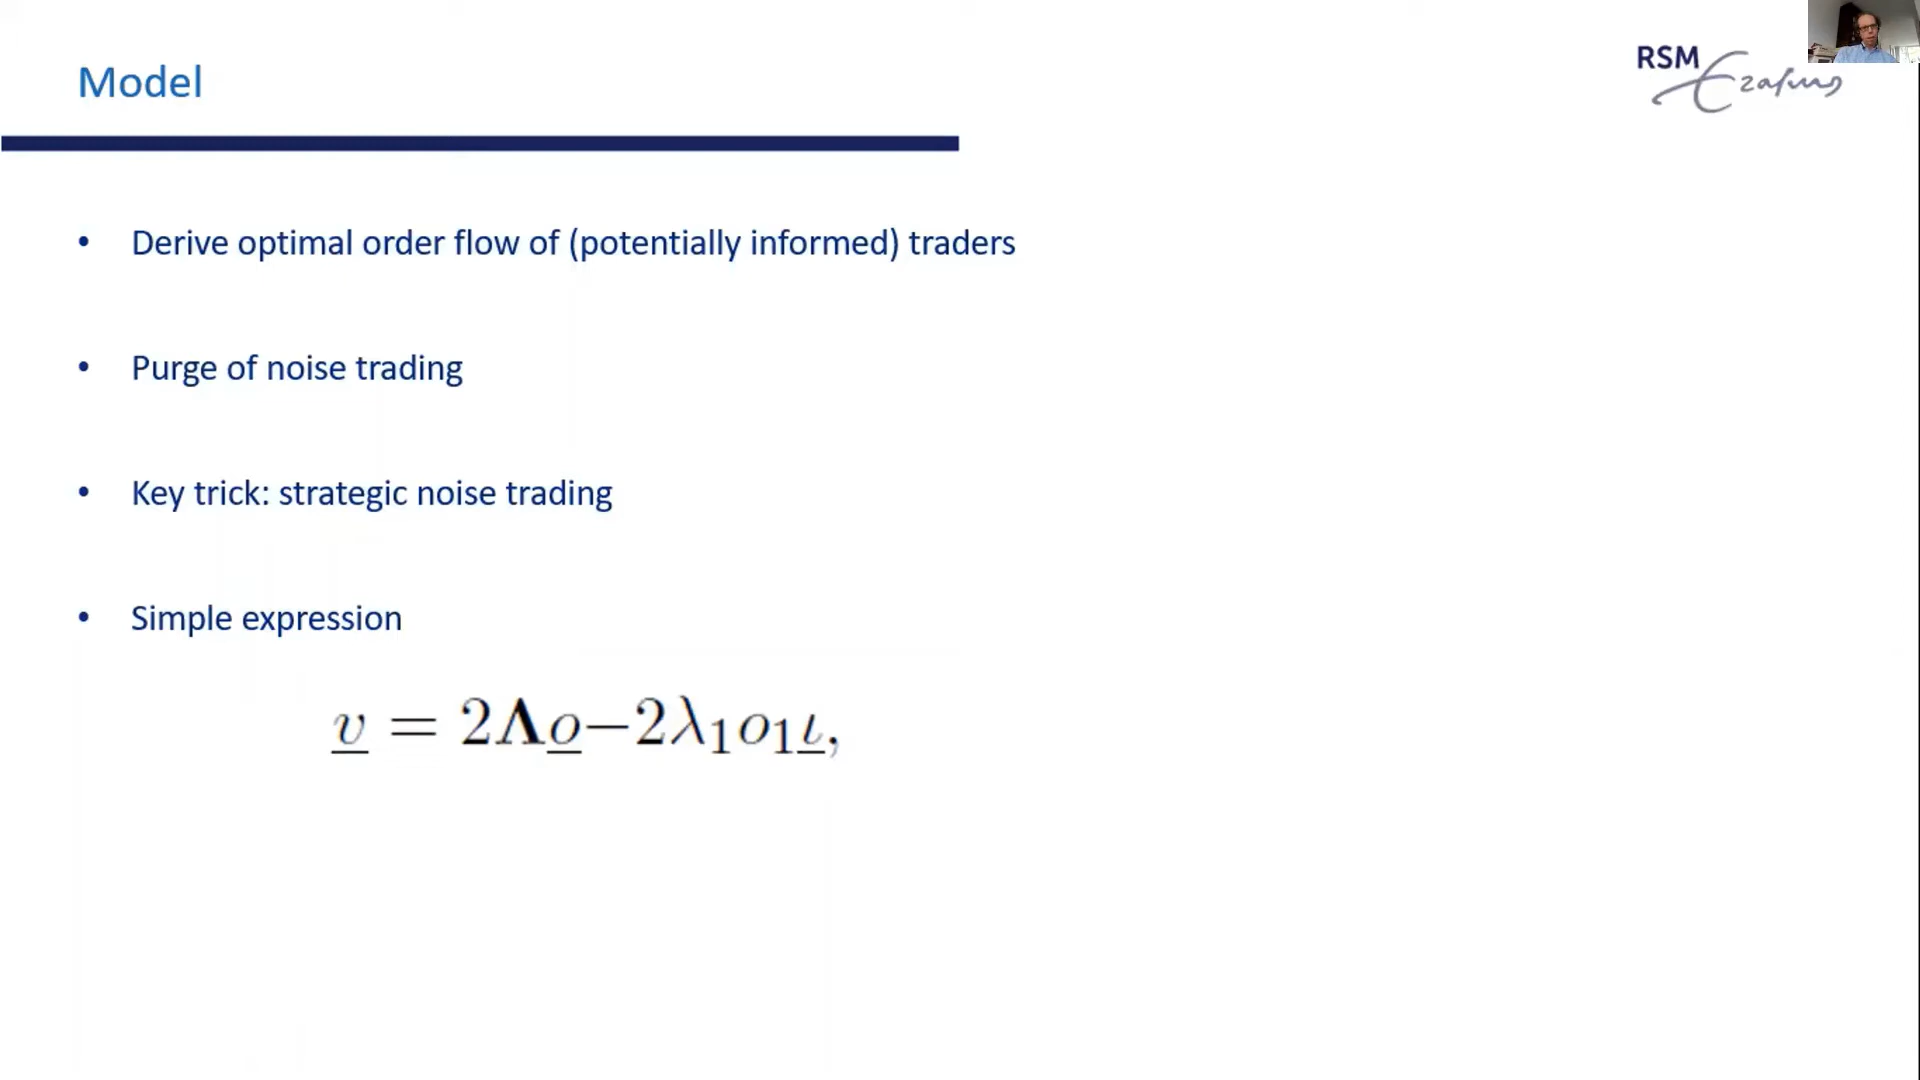 Model
RSM
Erasmus
• Derive optimal order flow of (potentially informed) traders
• Purge of noise trading
• Key trick: strategic noise trading
• Simple expression
v = 2Λo−2λ₁o₁ι,